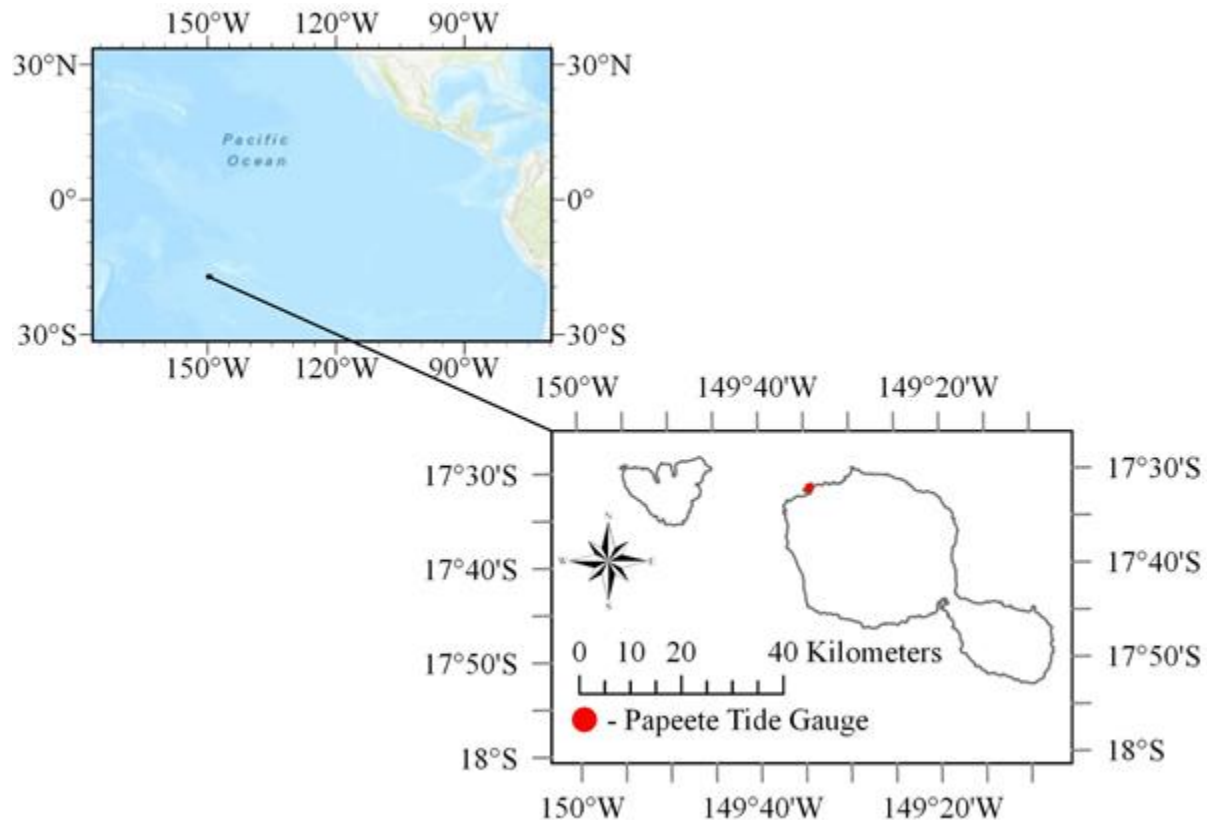 150°W 120°W 90°W
30°N 30°N
Pacific
Ocean
0° 0°
30°S 30°S
150°W 120°W 90°W
150°W 149°40'W 149°20'W
17°30'S 17°30'S
N
W E
S
17°40'S 17°40'S
0 10 20 40 Kilometers
17°50'S 17°50'S
- Papeete Tide Gauge
18°S 18°S
150°W 149°40'W 149°20'W